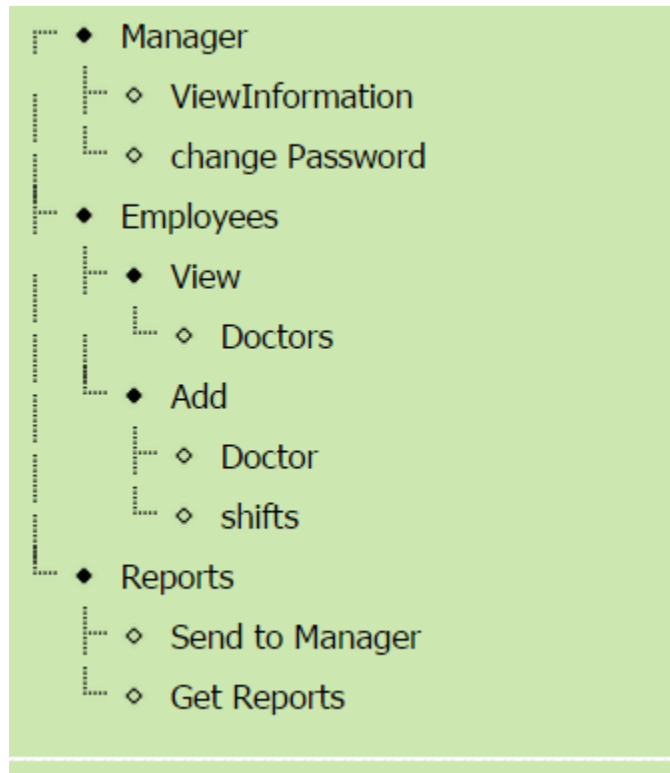 Manager
ViewInformation
change Password
Employees
View
Doctors
Add
Doctor
shifts
Reports
Send to Manager
Get Reports